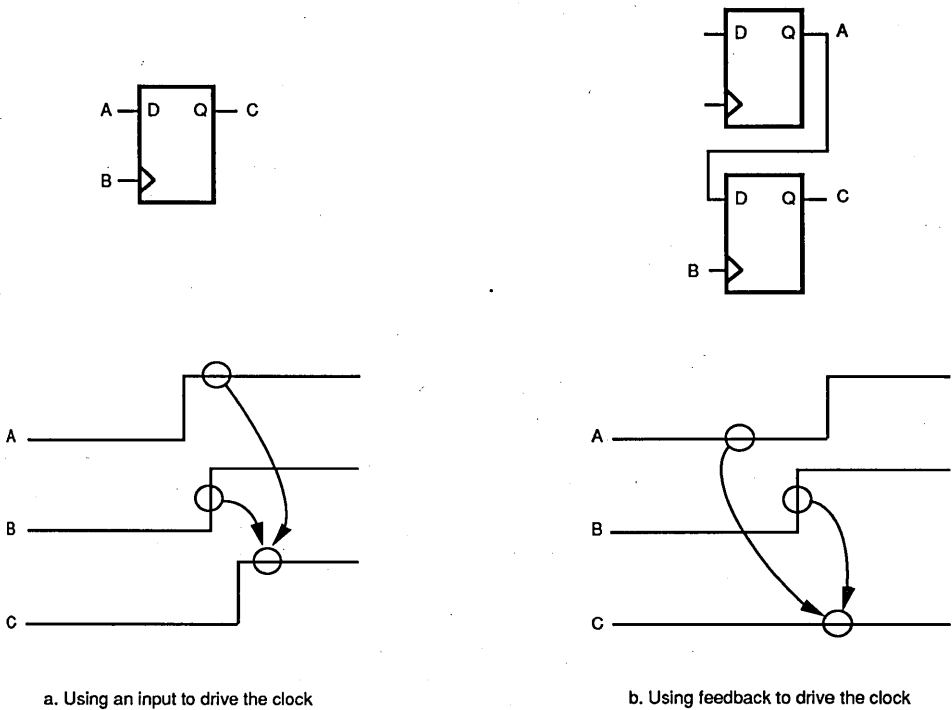 D Q A
A D Q C
B
D Q C
B
A
B
C
A
B
C
a. Using an input to drive the clock
b. Using feedback to drive the clock